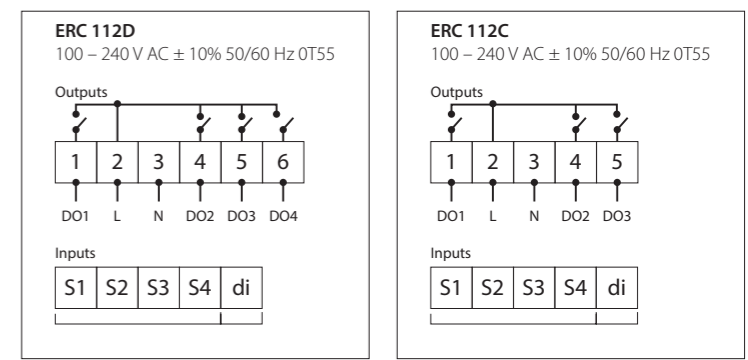 ERC 112D
100 – 240 V AC ± 10% 50/60 Hz 0T55
Outputs
1 2 3 4 5 6
DO1 L N DO2 DO3 DO4
Inputs
S1 S2 S3 S4 di
ERC 112C
100 – 240 V AC ± 10% 50/60 Hz 0T55
Outputs
1 2 3 4 5
DO1 L N DO2 DO3
Inputs
S1 S2 S3 S4 di